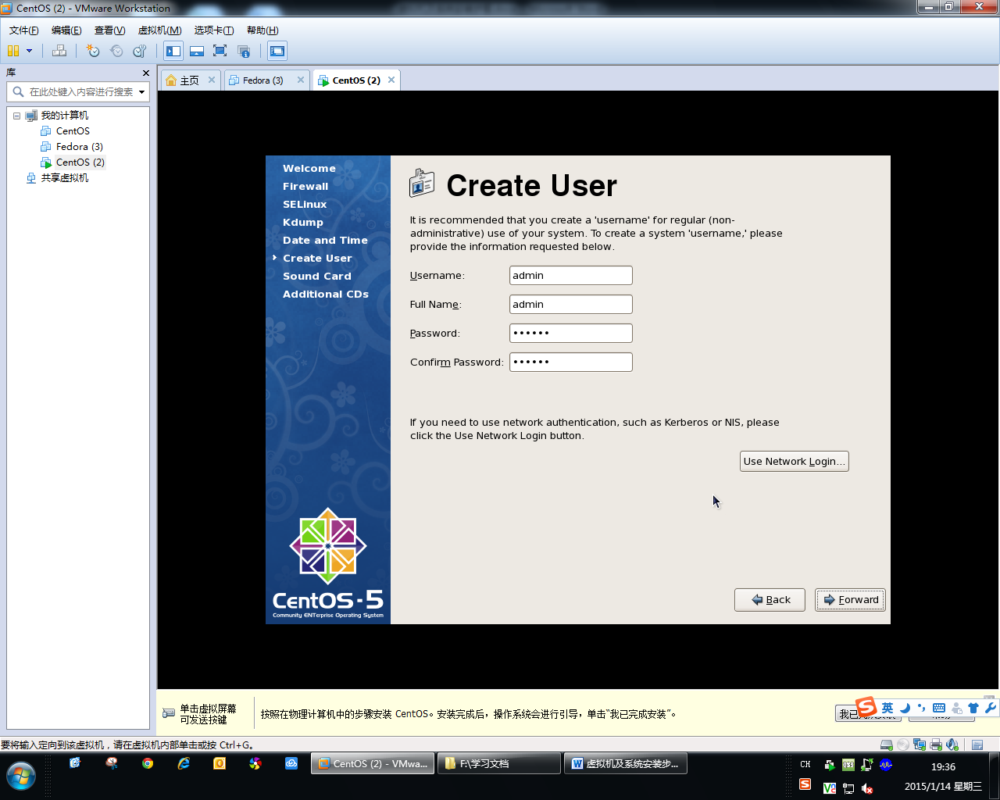 CentOS (2) - VMware Workstation
文件(F) 编辑(E) 查看(V) 虚拟机(M) 选项卡(T) 帮助(H)
库
在此处键入内容进行搜索
我的计算机
CentOS
Fedora (3)
CentOS (2)
共享虚拟机
主页 Fedora (3) CentOS (2)
Welcome
Firewall
SELinux
Kdump
Date and Time
Create User
Sound Card
Additional CDs
CentOS-5
Community ENTerprise Operating System
Create User
It is recommended that you create a 'username' for regular (non-
administrative) use of your system. To create a system 'username,' please
provide the information requested below.
Username: admin
Full Name: admin
Password: ••••••
Confirm Password: ••••••
If you need to use network authentication, such as Kerberos or NIS, please
click the Use Network Login button.
Use Network Login...
Back Forward
单击虚拟屏幕
可发送按键
按照在物理计算机中的步骤安装 CentOS。安装完成后，操作系统会进行引导，单击“我已完成安装”。
英
要将输入定向到该虚拟机，请在虚拟机内部单击或按 Ctrl+G。
CentOS (2) - VMwa... F:\学习文档 虚拟机及系统安装步...
CH
19:36
2015/1/14 星期三